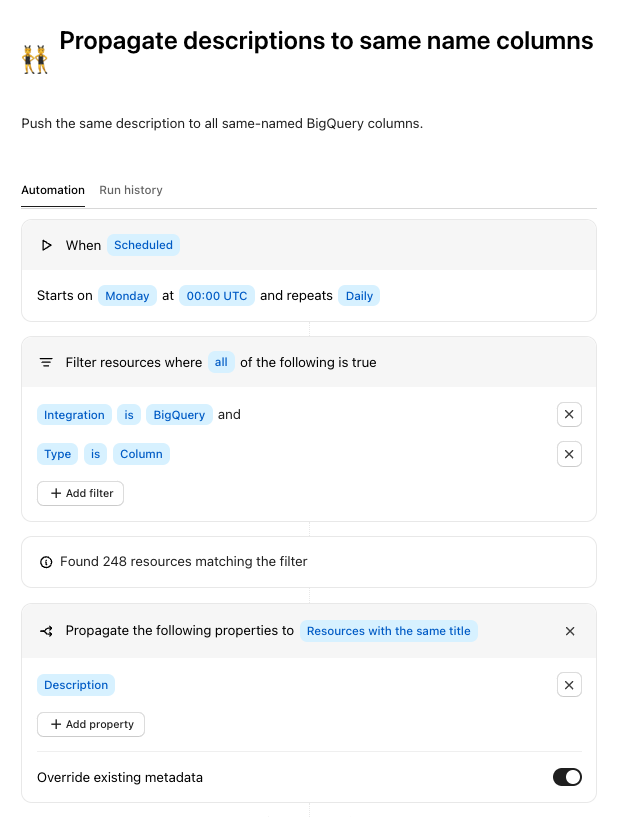 Propagate descriptions to same name columns
Push the same description to all same-named BigQuery columns.
Automation Run history
When Scheduled
Starts on Monday at 00:00 UTC and repeats Daily
Filter resources where all of the following is true
Integration is BigQuery and
Type is Column
Add filter
Found 248 resources matching the filter
Propagate the following properties to Resources with the same title
Description
Add property
Override existing metadata